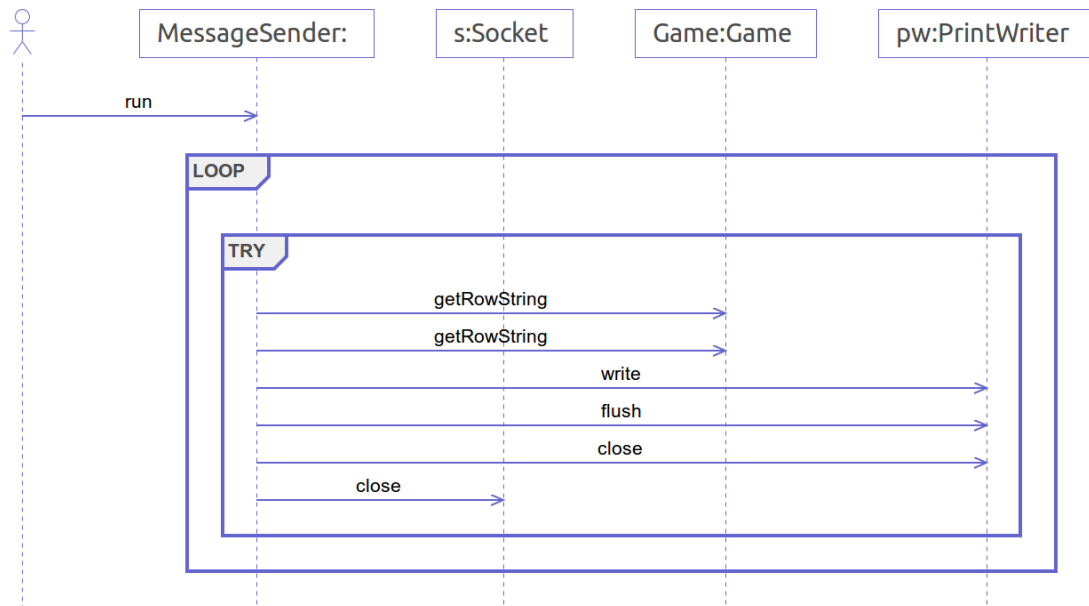 MessageSender:
s:Socket
Game:Game
pw:PrintWriter
run
LOOP
TRY
getRowString
getRowString
write
flush
close
close